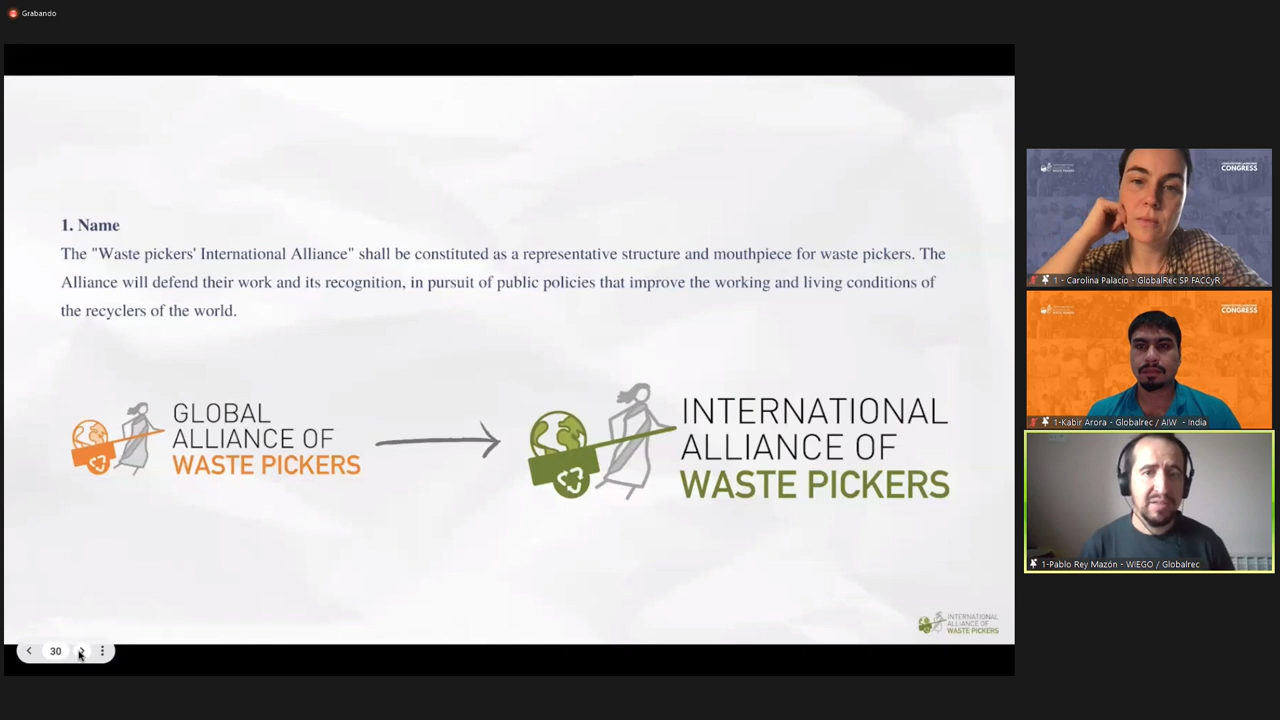 Grabando
1. Name
The "Waste pickers' International Alliance" shall be constituted as a representative structure and mouthpiece for waste pickers. The
Alliance will defend their work and its recognition, in pursuit of public policies that improve the working and living conditions of
the recyclers of the world.
GLOBAL
ALLIANCE OF
WASTE PICKERS
INTERNATIONAL
ALLIANCE OF
WASTE PICKERS
INTERNATIONAL
ALLIANCE OF
WASTE PICKERS
30
CONGRESS
1 - Carolina Palacio - GlobalRec SP FACCyR
CONGRESS
1-Kabir Arora - Globalrec / AIW - India
1-Pablo Rey Mazón - WIEGO / Globalrec